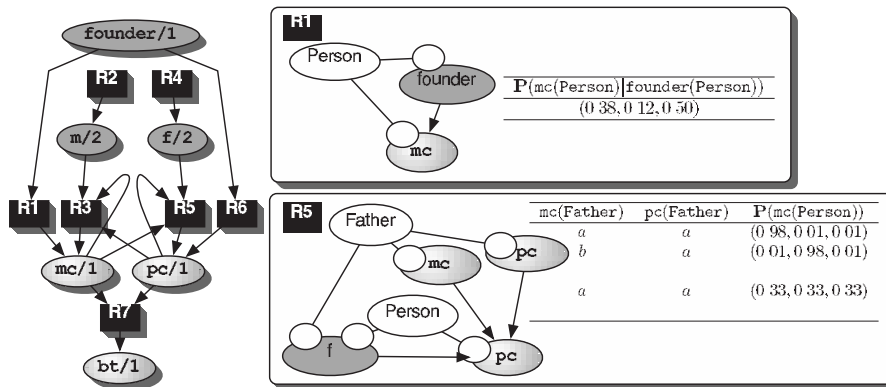 founder/1
R2 R4
m/2 f/2
R1 R3 R5 R6
mc/1 pc/1
R7
bt/1
R1
Person
founder
mc
P(mc(Person)|founder(Person))
(0 38, 0 12, 0 50)
R5
Father
mc
pc
Person
f
pc
mc(Father) pc(Father) P(mc(Person))
a a (0 98, 0 01, 0 01)
b a (0 01, 0 98, 0 01)
a a (0 33, 0 33, 0 33)